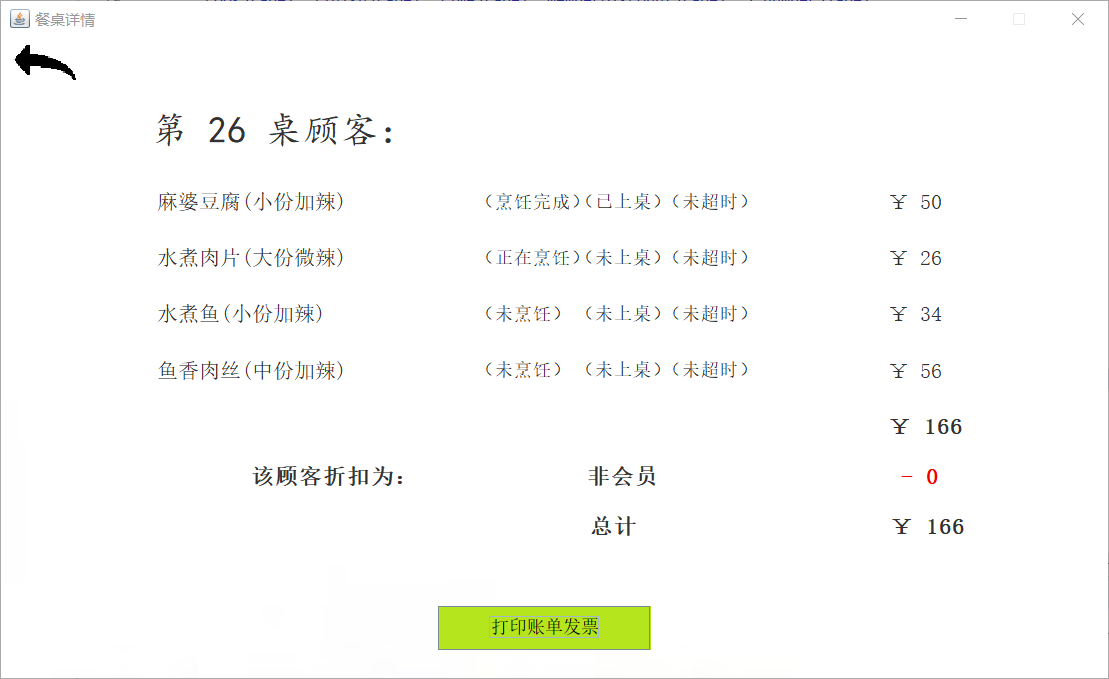 餐桌详情
第 26 桌顾客:
麻婆豆腐(小份加辣) (烹饪完成)(已上桌)(未超时) ¥ 50
水煮肉片(大份微辣) (正在烹饪)(未上桌)(未超时) ¥ 26
水煮鱼(小份加辣) (未烹饪) (未上桌)(未超时) ¥ 34
鱼香肉丝(中份加辣) (未烹饪) (未上桌)(未超时) ¥ 56
¥ 166
该顾客折扣为: 非会员 - 0
总计 ¥ 166
打印账单发票